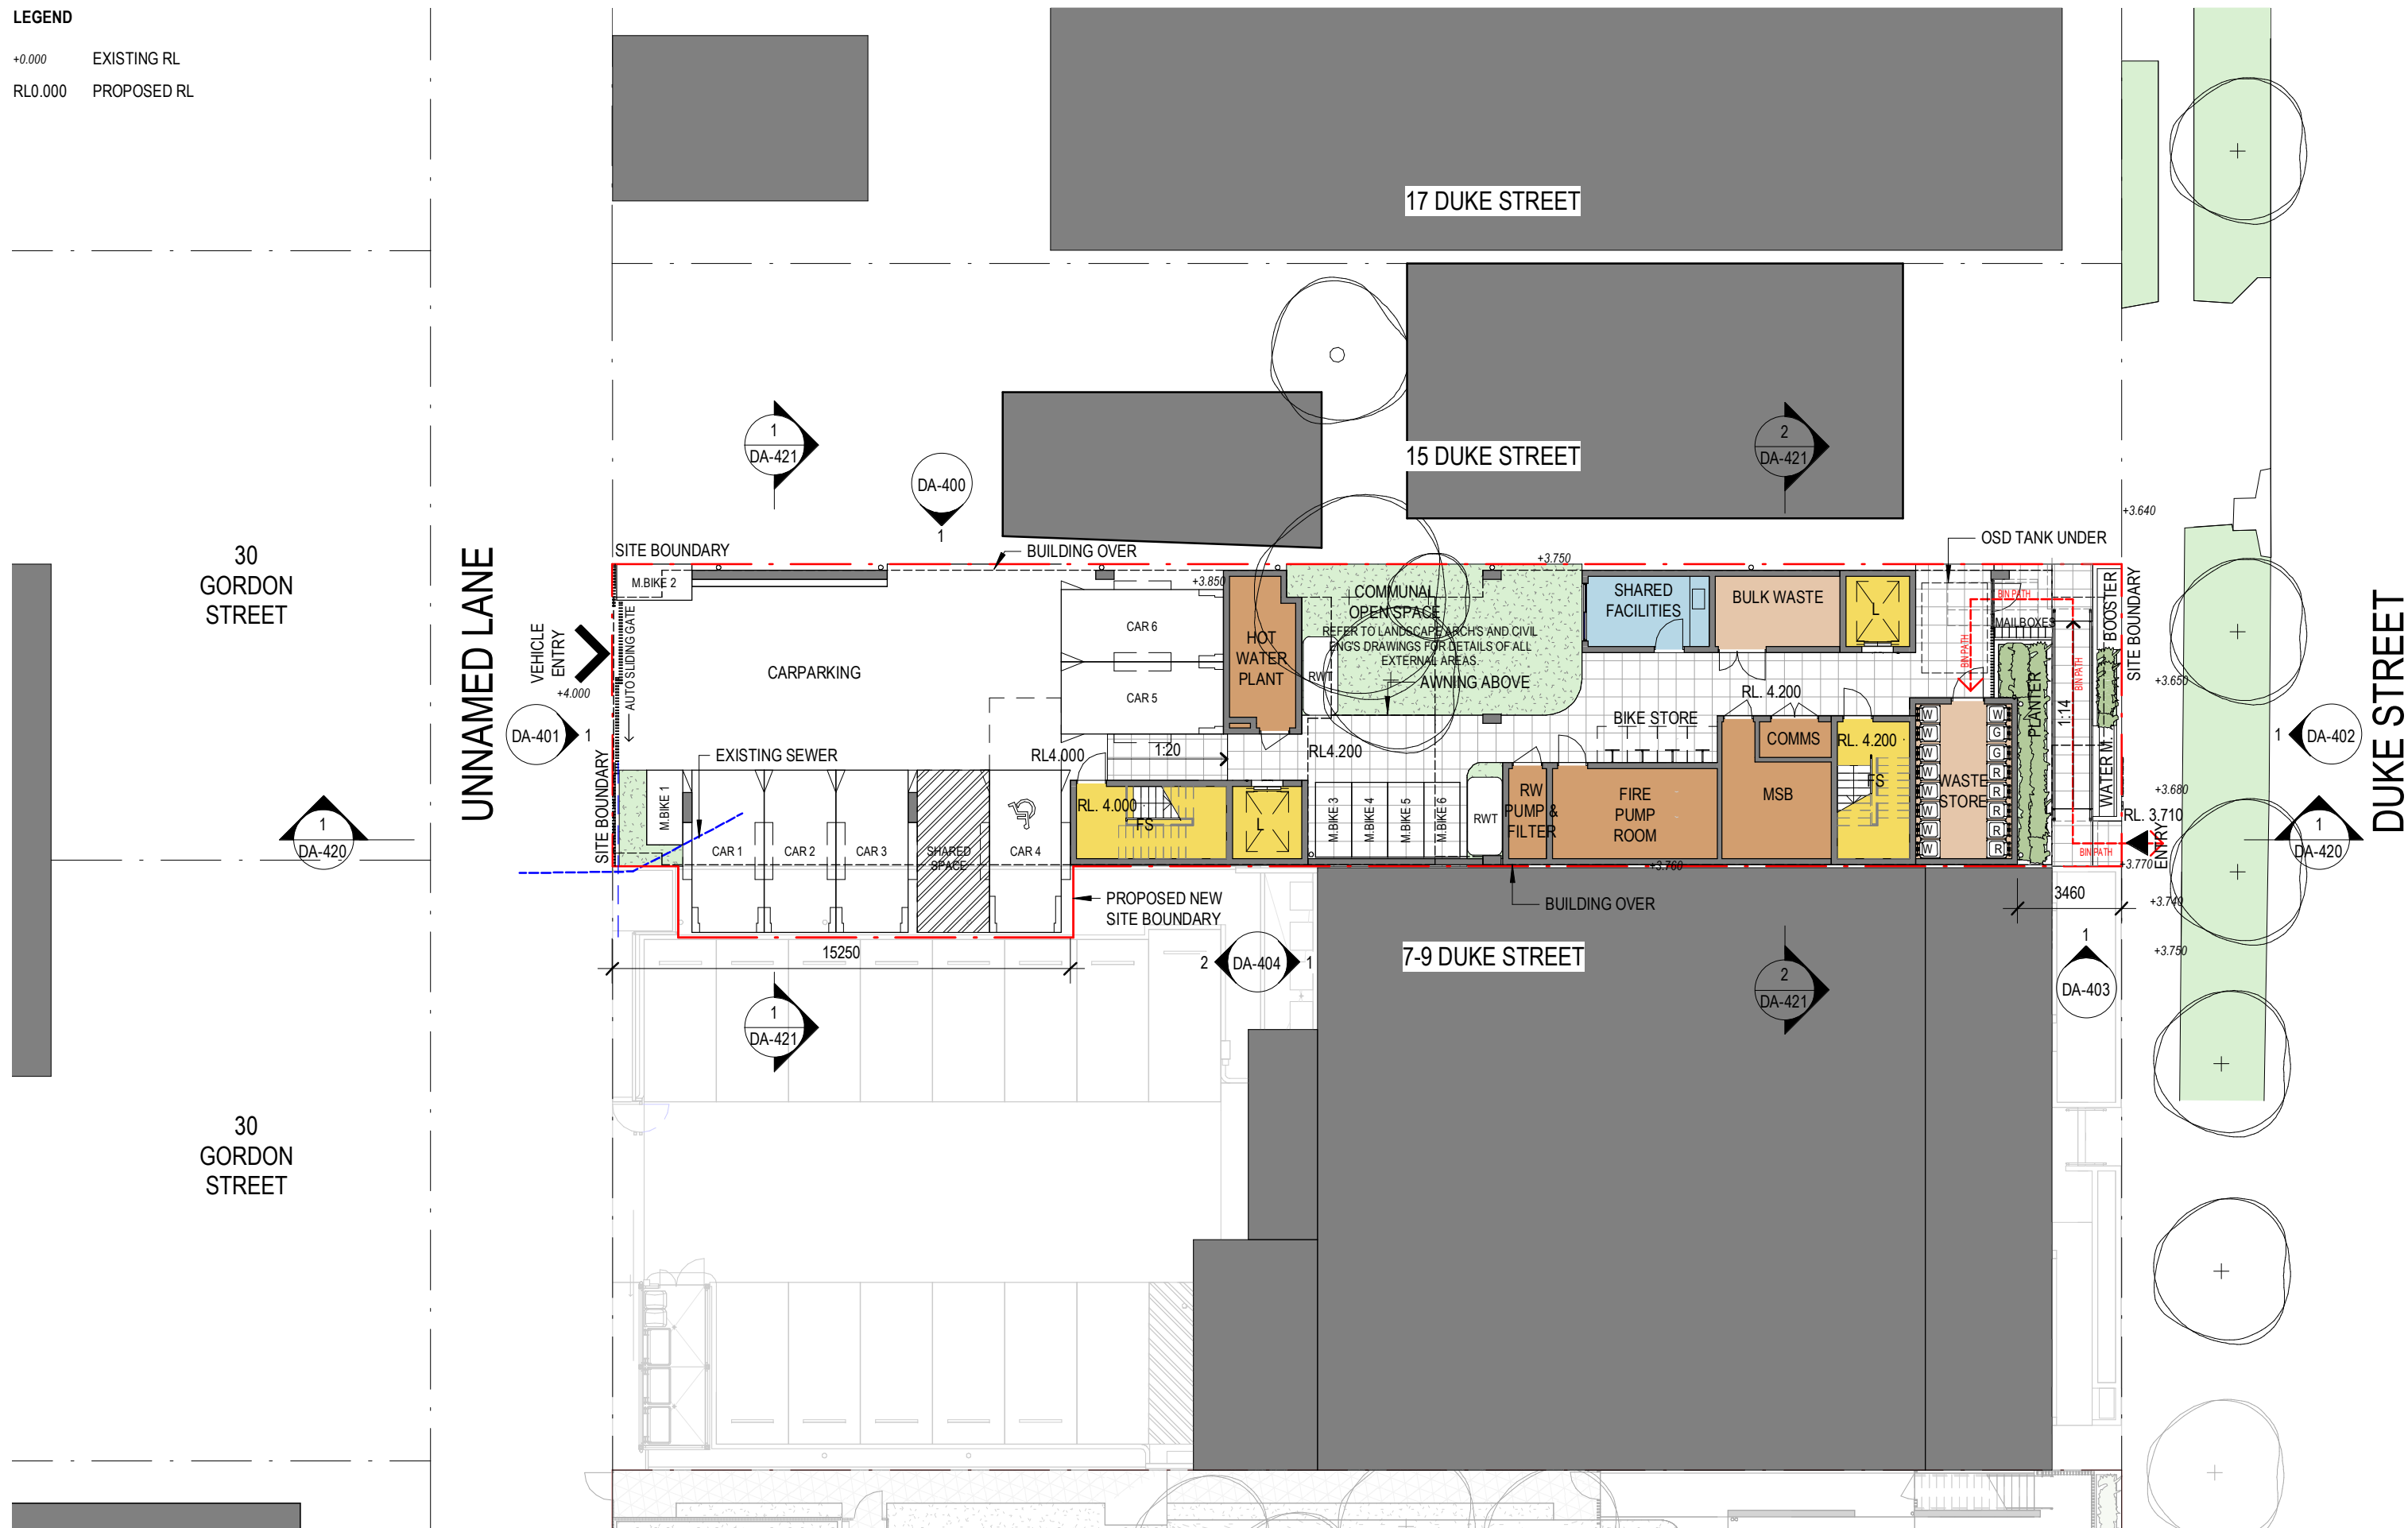 LEGEND
+0.000 EXISTING RL
RL0.000 PROPOSED RL
17 DUKE STREET
15 DUKE STREET
1
DA-421
2
DA-421
DA-400
1
+3.640
30
GORDON
STREET
UNNAMED LANE
VEHICLE
ENTRY
+4.000
DA-401
1
SITE BOUNDARY
BUILDING OVER
+3.750
OSD TANK UNDER
M.BIKE 2
AUTO SLIDING GATE
CARPARKING
+3.850
CAR 6
CAR 5
HOT
WATER
PLANT
RWT
COMMUNAL
OPEN SPACE
REFER TO LANDSCAPE ARCH'S AND CIVIL
ENG'S DRAWINGS FOR DETAILS OF ALL
EXTERNAL AREAS.
AWNING ABOVE
SHARED
FACILITIES
BULK WASTE
L
BIN PATH
BIN PATH
MAILBOXES
BIN PATH
BOOSTER
SITE BOUNDARY
+3.650
DUKE STREET
1
DA-402
RL. 4.200
BIKE STORE
COMMS
RL. 4.200
FS
MSB
WASTE
STORE
W
W
W
W
W
W
W
W
W
G
G
R
R
R
R
R
PLANTER
1:14
WATER M.
+3.680
RL. 3.710
ENTRY
BIN PATH
+3.770
EXISTING SEWER
RL4.000
1:20
RL4.200
SITE BOUNDARY
M.BIKE 1
CAR 1
CAR 2
CAR 3
SHARED
SPACE
CAR 4
RL. 4.000
FS
L
M.BIKE 3
M.BIKE 4
M.BIKE 5
M.BIKE 6
RWT
RW
PUMP &
FILTER
FIRE
PUMP
ROOM
+3.760
1
DA-420
1
DA-420
PROPOSED NEW
SITE BOUNDARY
BUILDING OVER
3460
+3.740
+3.750
15250
2
DA-404
1
7-9 DUKE STREET
1
DA-403
1
DA-421
2
DA-421
30
GORDON
STREET